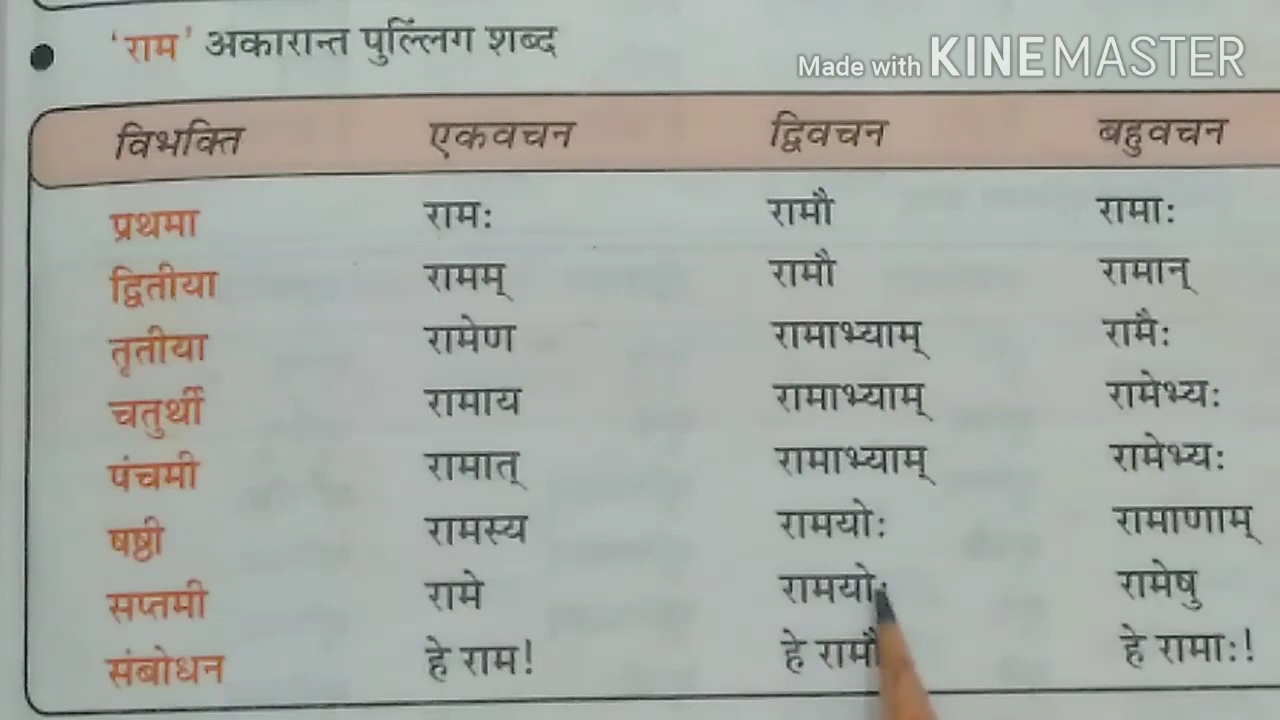 'राम' अकारान्त पुल्लिंग शब्द
Made with KINEMASTER
विभक्ति एकवचन द्विवचन बहुवचन
प्रथमा रामः रामौ रामाः
द्वितीया रामम् रामौ रामान्
तृतीया रामेण रामाभ्याम् रामैः
चतुर्थी रामाय रामाभ्याम् रामेभ्यः
पंचमी रामात् रामाभ्याम् रामेभ्यः
षष्ठी रामस्य रामयोः रामाणाम्
सप्तमी रामे रामयोः रामेषु
संबोधन हे राम! हे रामौ हे रामाः!